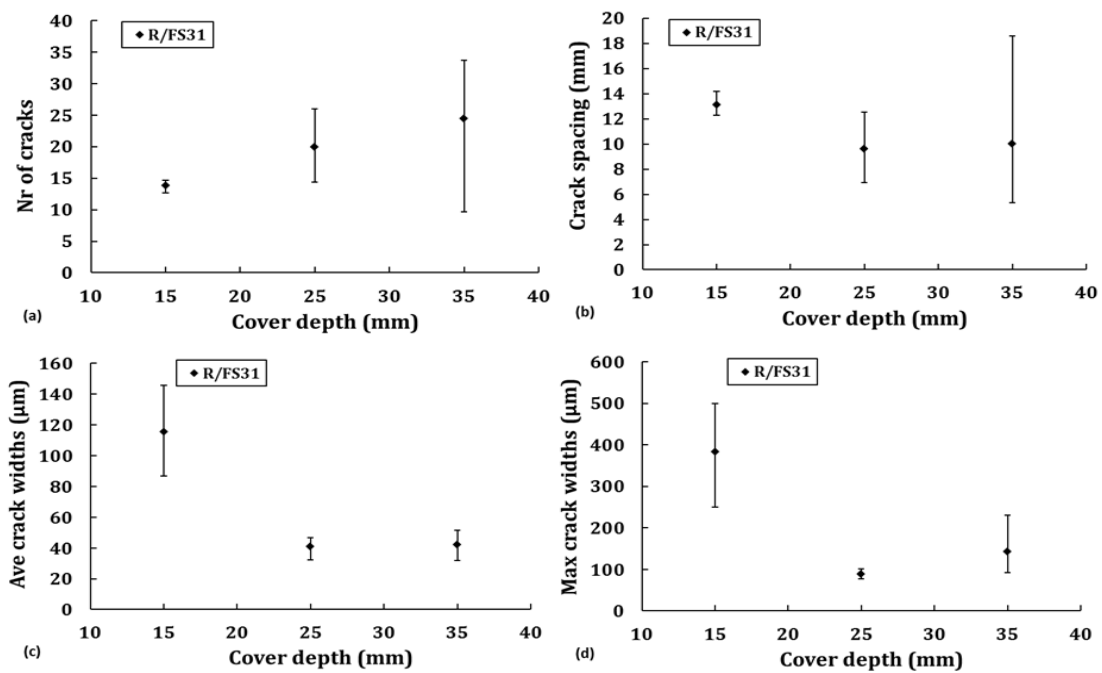 R/FS31
Nr of cracks
40
35
30
25
20
15
10
5
0
10 15 20 25 30 35 40
Cover depth (mm)
(a)
R/FS31
Crack spacing (mm)
20
18
16
14
12
10
8
6
4
2
0
10 15 20 25 30 35 40
Cover depth (mm)
(b)
R/FS31
Ave crack widths (μm)
160
140
120
100
80
60
40
20
0
10 15 20 25 30 35 40
Cover depth (mm)
(c)
R/FS31
Max crack widths (μm)
600
500
400
300
200
100
0
10 15 20 25 30 35 40
Cover depth (mm)
(d)